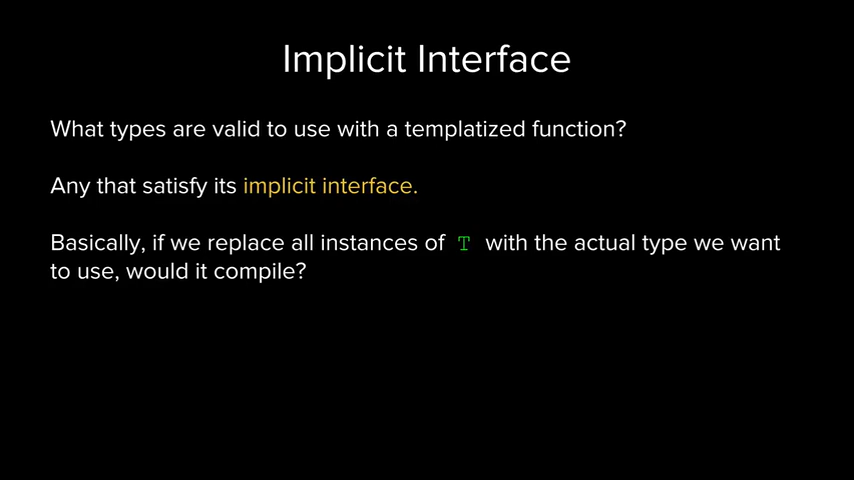 Implicit Interface
What types are valid to use with a templatized function?
Any that satisfy its implicit interface.
Basically, if we replace all instances of T with the actual type we want
to use, would it compile?